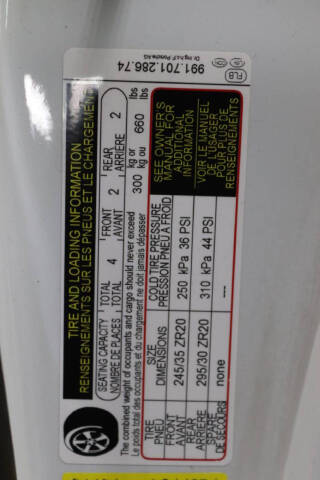 TIRE AND LOADING INFORMATION
RENSEIGNEMENTS SUR LES PNEUS ET LE CHARGEMENT
SEATING CAPACITY TOTAL 4 FRONT 2 REAR 2
NOMBRE DE PLACES TOTAL AVANT ARRIÈRE
The combined weight of occupants and cargo should never exceed 300 kg or 660 lbs
Le poids total des occupants et du chargement ne doit jamais dépasser kg ou lbs
TIRE SIZE COLD TIRE PRESSURE
PNEU DIMENSIONS PRESSION PNEU A FROID
FRONT 245/35 ZR20 250 kPa 36 PSI
AVANT
REAR 295/30 ZR20 310 kPa 44 PSI
ARRIÈRE
SPARE none ---
DE SECOURS
SEE OWNER'S
MANUAL FOR
ADDITIONAL
INFORMATION
VOIR LE MANUEL
DE L'USAGER
POUR PLUS DE
RENSEIGNEMENTS
991.701.286.74
Dr. Ing. h.c.F. Porsche AG
FLB